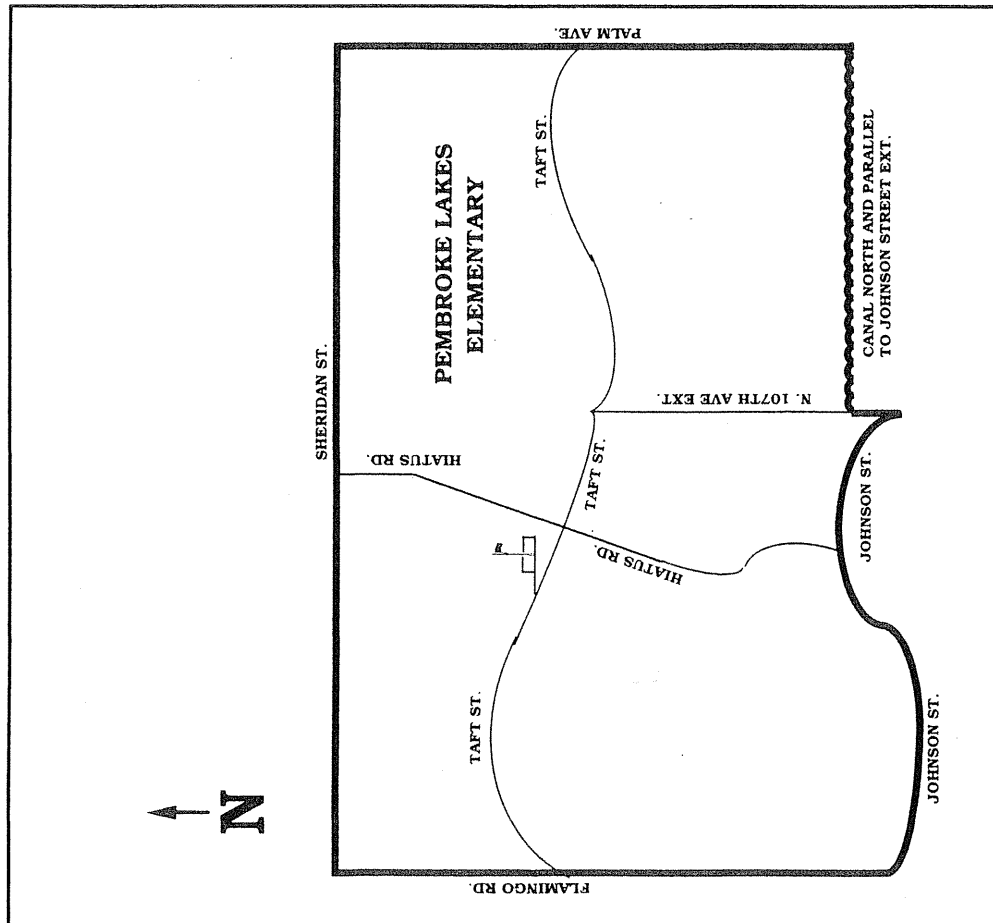 N
SHERIDAN ST.
HIATUS RD.
PEMBROKE LAKES
ELEMENTARY
TAFT ST.
TAFT ST.
TAFT ST.
FLAMINGO RD.
PALM AVE.
HIATUS RD.
N. 107TH AVE EXT.
JOHNSON ST.
JOHNSON ST.
CANAL NORTH AND PARALLEL
TO JOHNSON STREET EXT.